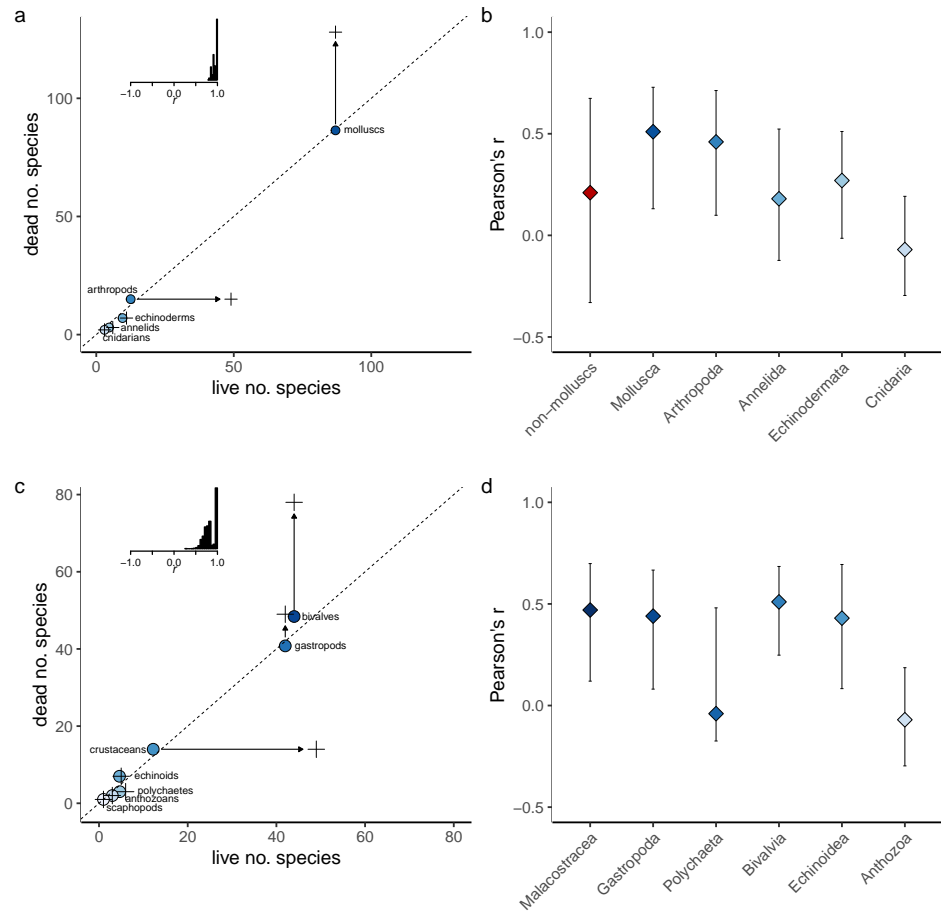 a
100
50
0
dead no. species
0
50
100
live no. species
−1.0
0.0
1.0
r
molluscs
arthropods
echinoderms
annelids
cnidarians
b
1.0
0.5
0.0
−0.5
Pearson's r
non−molluscs
Mollusca
Arthropoda
Annelida
Echinodermata
Cnidaria
c
80
60
40
20
0
dead no. species
0
20
40
60
80
live no. species
−1.0
0.0
1.0
r
bivalves
gastropods
crustaceans
echinoids
polychaetes
anthozoans
scaphopods
d
1.0
0.5
0.0
−0.5
Pearson's r
Malacostracea
Gastropoda
Polychaeta
Bivalvia
Echinoidea
Anthozoa